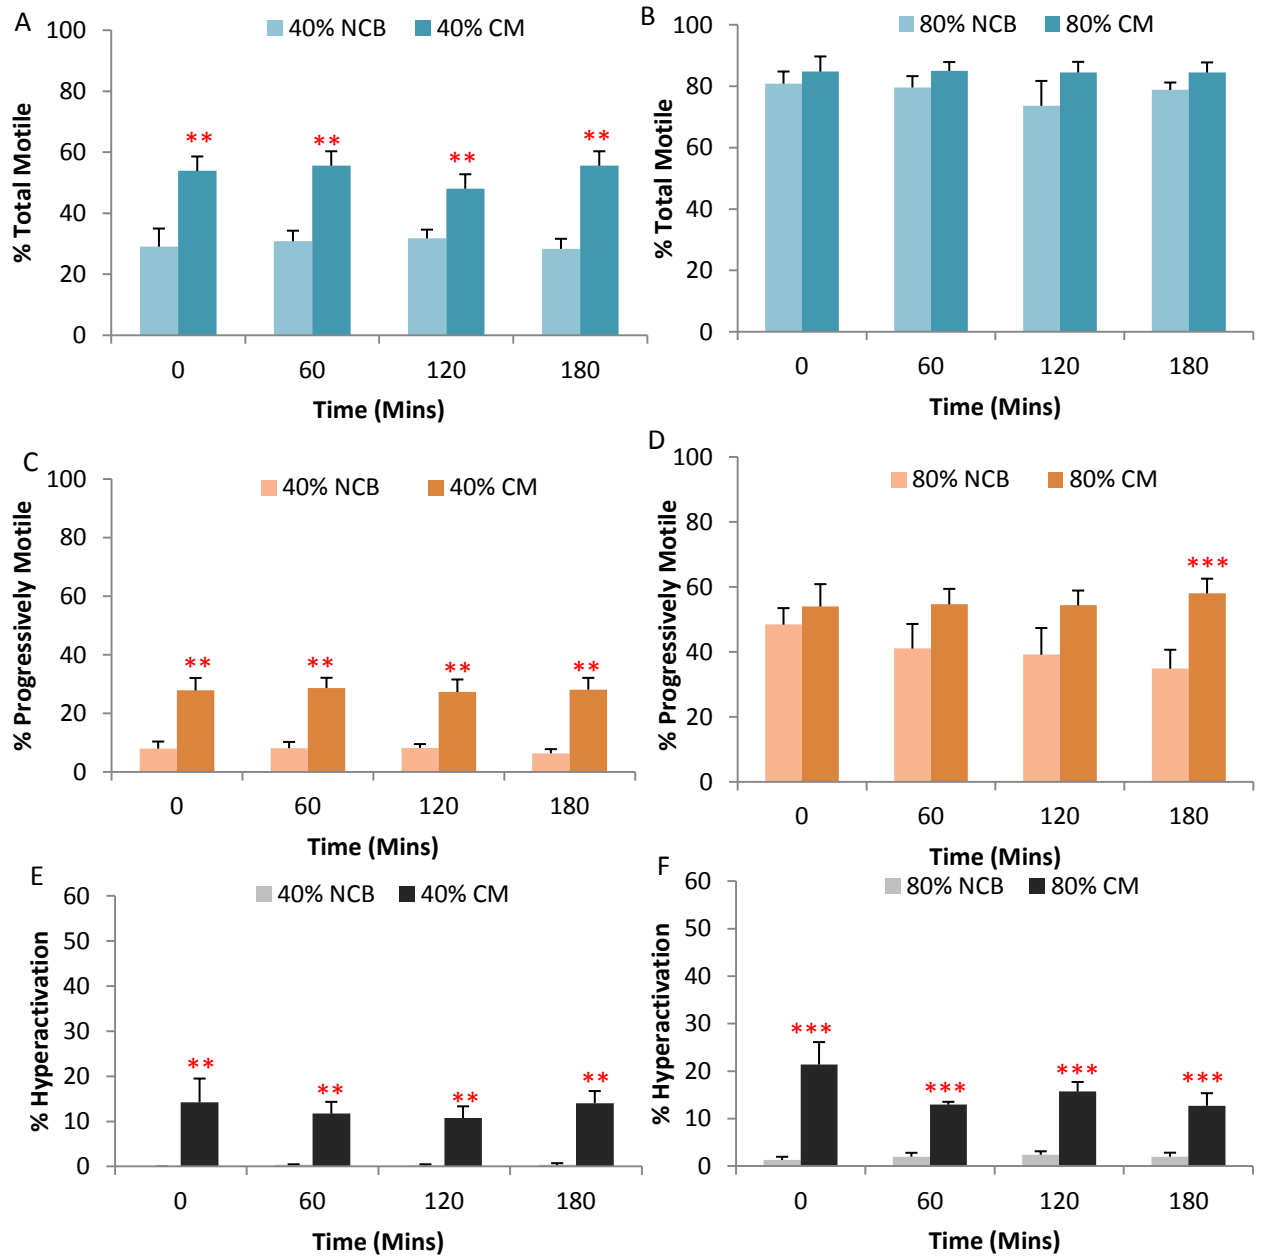 A
40% NCB 40% CM
% Total Motile
100
80
60
40
20
0
** ** ** **
0 60 120 180
Time (Mins)
B
80% NCB 80% CM
% Total Motile
100
80
60
40
20
0
0 60 120 180
Time (Mins)
C
40% NCB 40% CM
% Progressively Motile
100
80
60
40
20
0
** ** ** **
0 60 120 180
Time (Mins)
D
80% NCB 80% CM
% Progressively Motile
100
80
60
40
20
0
***
0 60 120 180
Time (Mins)
E
40% NCB 40% CM
% Hyperactivation
60
50
40
30
20
10
0
** ** ** **
0 60 120 180
Time (Mins)
F
80% NCB 80% CM
% Hyperactivation
60
50
40
30
20
10
0
*** *** *** ***
0 60 120 180
Time (Mins)